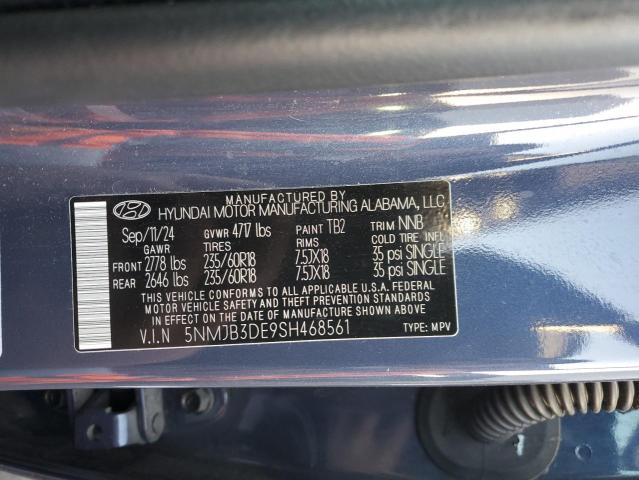 MANUFACTURED BY
HYUNDAI MOTOR MANUFACTURING ALABAMA, LLC
Sep/11/24 GVWR 4717 lbs PAINT TB2 TRIM NNB
GAWR TIRES RIMS COLD TIRE INFL
FRONT 2778 lbs 235/60R18 7.5JX18 35 psi SINGLE
REAR 2646 lbs 235/60R18 7.5JX18 35 psi SINGLE
THIS VEHICLE CONFORMS TO ALL APPLICABLE U.S.A. FEDERAL
MOTOR VEHICLE SAFETY AND THEFT PREVENTION STANDARDS
IN EFFECT ON THE DATE OF MANUFACTURE SHOWN ABOVE.
V.I.N 5NMJB3DE9SH468561 TYPE: MPV